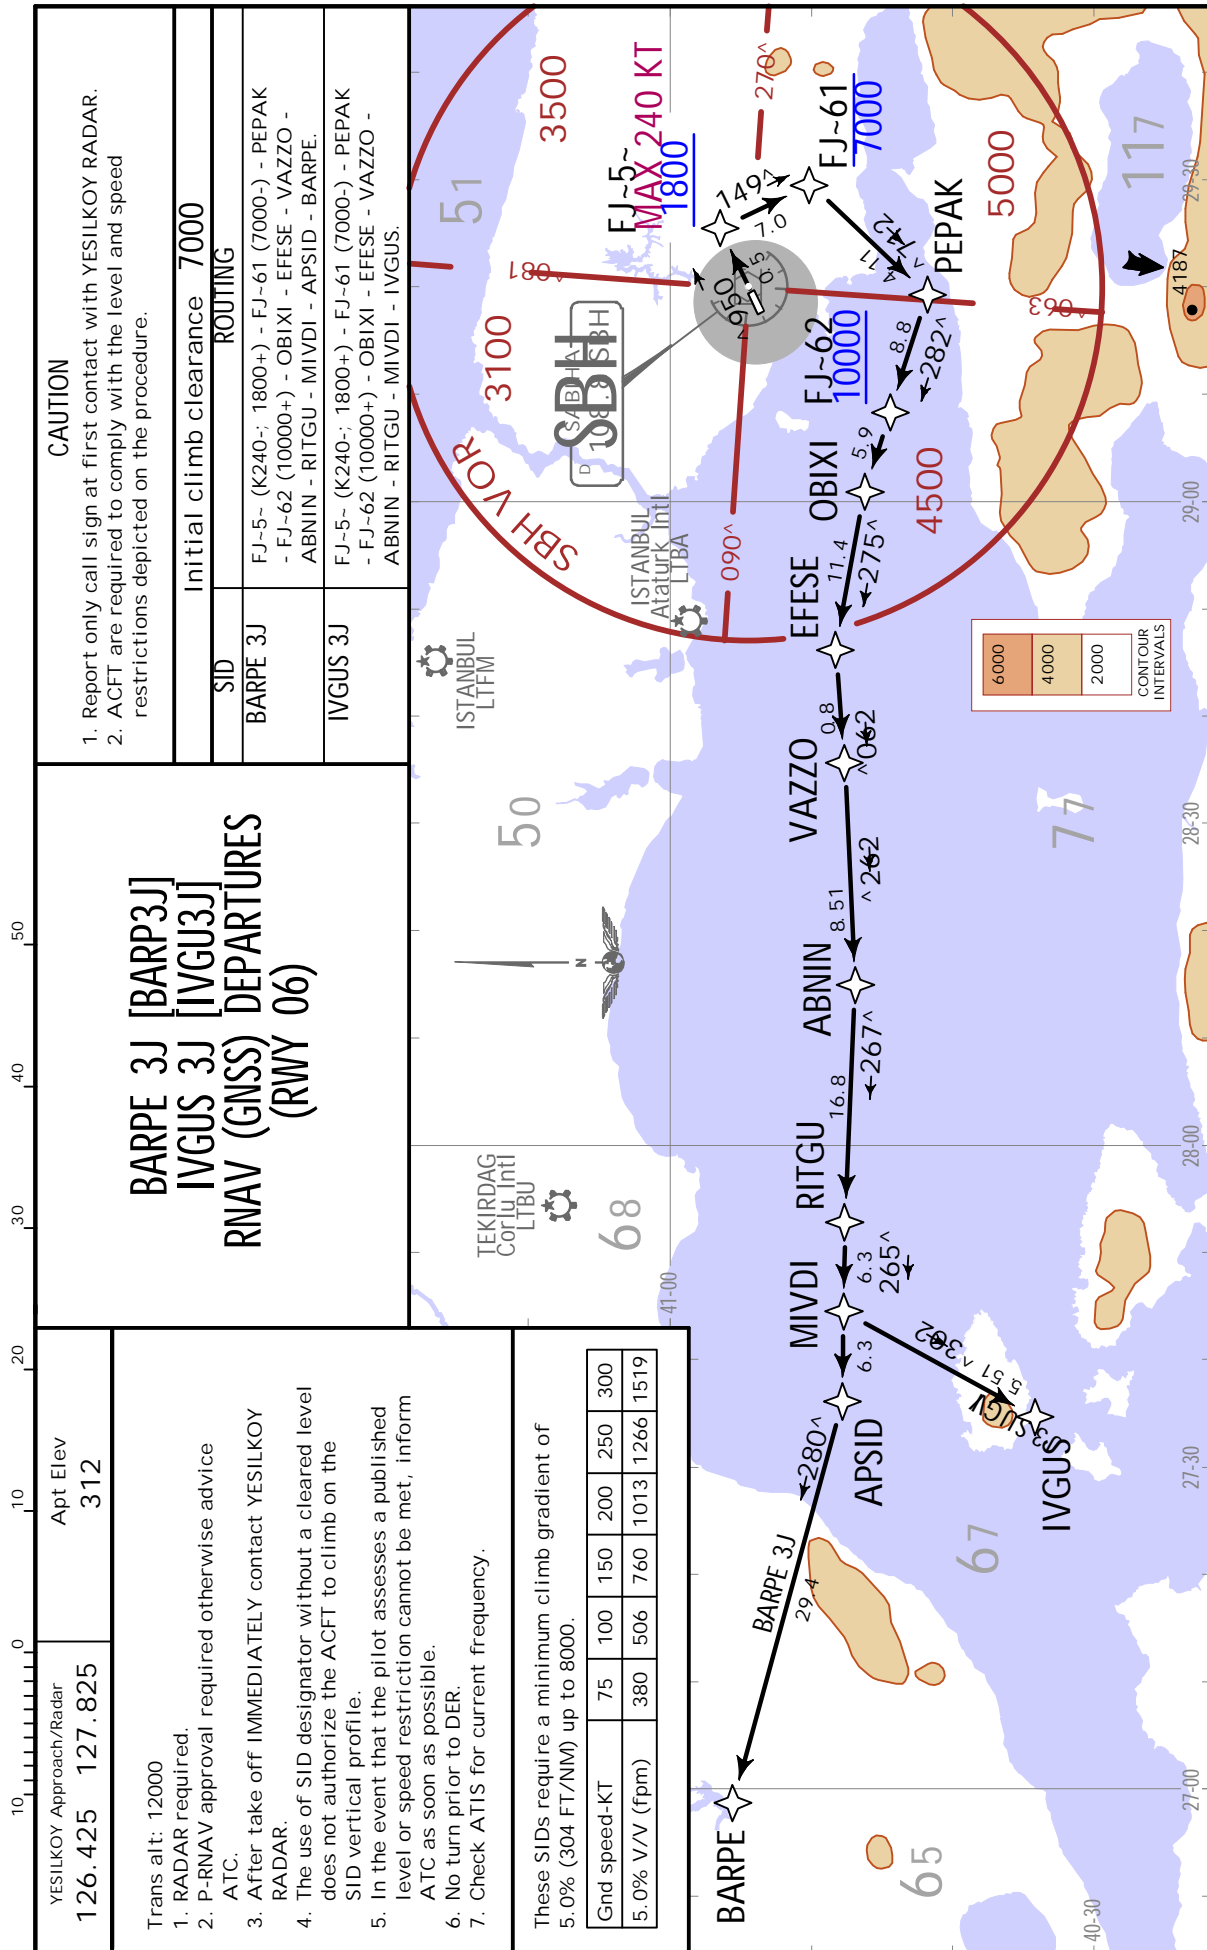 YESILKOY Approach/Radar
126.425 127.825
Apt Elev
312
Trans alt: 12000
1. RADAR required.
2. P-RNAV approval required otherwise advice
ATC.
3. After take off IMMEDIATELY contact YESILKOY
RADAR.
4. The use of SID designator without a cleared level
does not authorize the ACFT to climb on the
SID vertical profile.
5. In the event that the pilot assesses a published
level or speed restriction cannot be met, inform
ATC as soon as possible.
6. No turn prior to DER.
7. Check ATIS for current frequency.
These SIDs require a minimum climb gradient of
5.0% (304 FT/NM) up to 8000.
Gnd speed-KT 75 100 150 200 250 300
5.0% V/V (fpm) 380 506 760 1013 1266 1519
BARPE 3J [BARP3J]
IVGUS 3J [IVGU3J]
RNAV (GNSS) DEPARTURES
(RWY 06)
CAUTION
1. Report only call sign at first contact with YESILKOY RADAR.
2. ACFT are required to comply with the level and speed
restrictions depicted on the procedure.
Initial climb clearance 7000
SID ROUTING
BARPE 3J
FJ~5~ (K240-; 1800+) - FJ~61 (7000-) - PEPAK
- FJ~62 (10000+) - OBIXI - EFESE - VAZZO -
ABNIN - RITGU - MIVDI - APSID - BARPE.
IVGUS 3J
FJ~5~ (K240-; 1800+) - FJ~61 (7000-) - PEPAK
- FJ~62 (10000+) - OBIXI - EFESE - VAZZO -
ABNIN - RITGU - MIVDI - IVGUS.
10 0 10 20 30 40 50
TEKIRDAG
Corlu Intl
LTBU
68
50
51
ISTANBUL
LTFM
ISTANBUL
Ataturk Intl
LTBA
SBH VOR
3100
3500
081^
060^
270^
063^
SBH
D
FJ~5~
MAX 240 KT
1800
149^
7.0
0.5
FJ~61
7000
PEPAK
5000
117
4187
FJ~62
10000
8.8
282^
5.9
OBIXI
4500
11.4
275^
EFESE
0.8
^062
VAZZO
8.51
^262
ABNIN
16.8
267^
RITGU
6.3
265^
MIVDI
6.3
APSID
280^
BARPE 3J
29.4
BARPE
5.51
IVGUS
67
65
77
41-00
40-30
27-00
27-30
28-00
28-30
29-00
29-30
N
6000
4000
2000
CONTOUR
INTERVALS